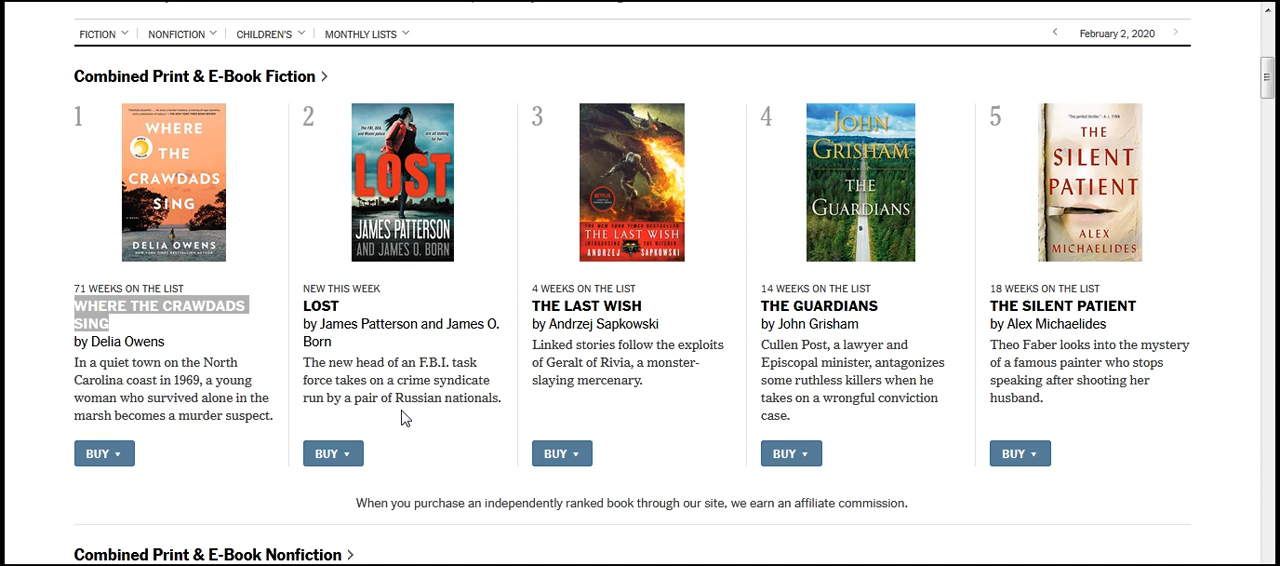 FICTION
NONFICTION
CHILDREN'S
MONTHLY LISTS
February 2, 2020
Combined Print & E-Book Fiction
1
WHERE
THE
CRAWDADS
SING
DELIA OWENS
71 WEEKS ON THE LIST
WHERE THE CRAWDADS
SING
by Delia Owens
In a quiet town on the North
Carolina coast in 1969, a young
woman who survived alone in the
marsh becomes a murder suspect.
BUY
2
LOST
JAMES PATTERSON
AND JAMES O. BORN
NEW THIS WEEK
LOST
by James Patterson and James O.
Born
The new head of an F.B.I. task
force takes on a crime syndicate
run by a pair of Russian nationals.
BUY
3
NETFLIX
THE LAST WISH
INTRODUCING THE WITCHER
ANDRZEJ SAPKOWSKI
4 WEEKS ON THE LIST
THE LAST WISH
by Andrzej Sapkowski
Linked stories follow the exploits
of Geralt of Rivia, a monster-
slaying mercenary.
BUY
4
JOHN
GRISHAM
THE
GUARDIANS
14 WEEKS ON THE LIST
THE GUARDIANS
by John Grisham
Cullen Post, a lawyer and
Episcopal minister, antagonizes
some ruthless killers when he
takes on a wrongful conviction
case.
BUY
5
THE
SILENT
PATIENT
ALEX
MICHAELIDES
18 WEEKS ON THE LIST
THE SILENT PATIENT
by Alex Michaelides
Theo Faber looks into the mystery
of a famous painter who stops
speaking after shooting her
husband.
BUY
When you purchase an independently ranked book through our site, we earn an affiliate commission.
Combined Print & E-Book Nonfiction